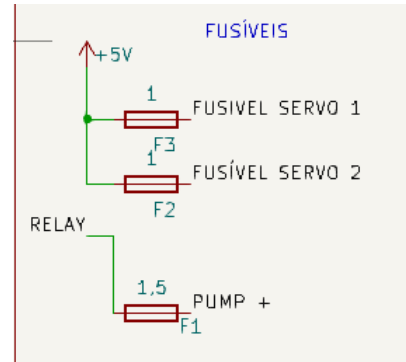 FUSÍVEIS
+5V
1
FUSIVEL SERVO 1
F3
1
FUSÍVEL SERVO 2
F2
RELAY
1,5
PUMP +
F1